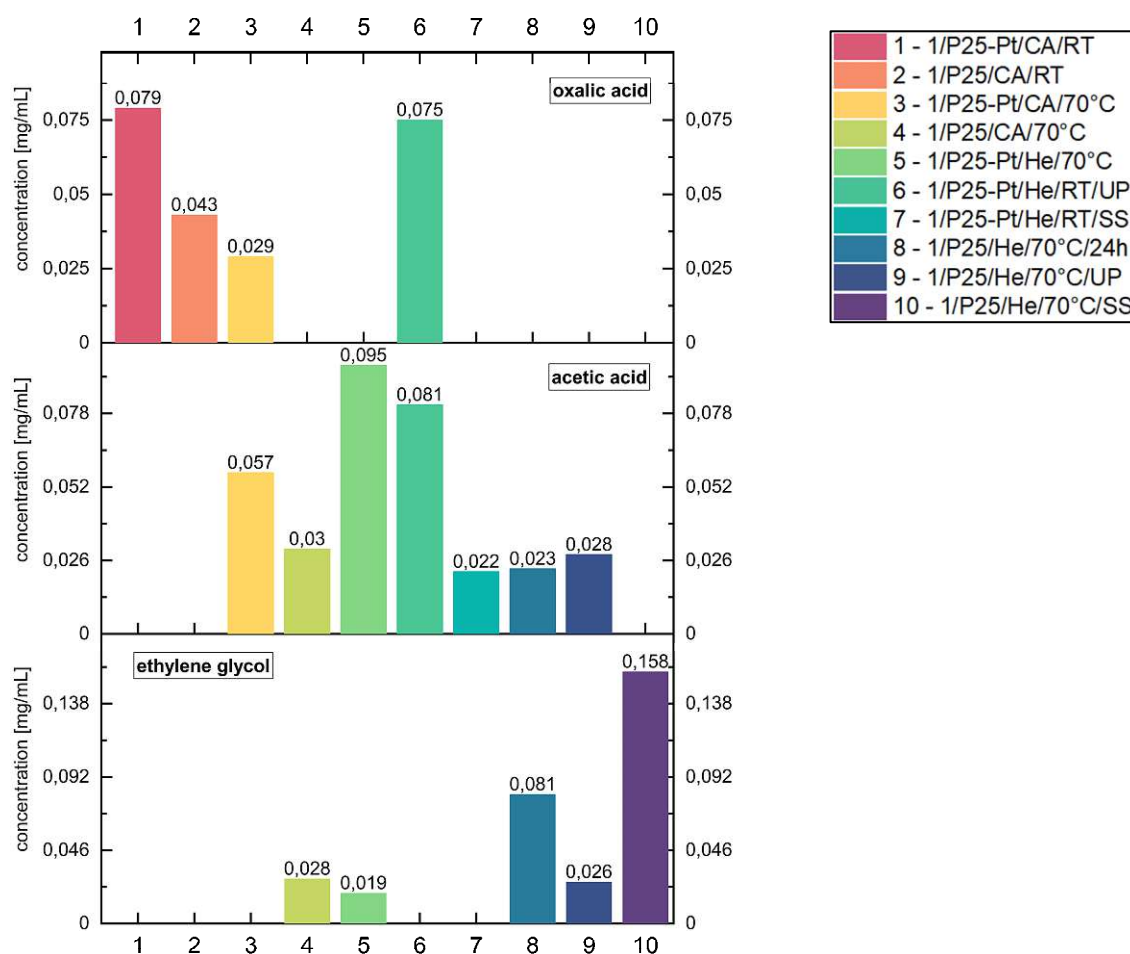 1 2 3 4 5 6 7 8 9 10
oxalic acid
concentration [mg/mL]
0,075
0,05
0,025
0
0,079
0,043
0,029
0,075
0,075
0,05
0,025
0
acetic acid
concentration [mg/mL]
0,078
0,052
0,026
0
0,057
0,03
0,095
0,081
0,022
0,023
0,028
0,078
0,052
0,026
0
ethylene glycol
concentration [mg/mL]
0,138
0,092
0,046
0
0,028
0,019
0,081
0,026
0,158
0,138
0,092
0,046
0
1 2 3 4 5 6 7 8 9 10
1 - 1/P25-Pt/CA/RT
2 - 1/P25/CA/RT
3 - 1/P25-Pt/CA/70°C
4 - 1/P25/CA/70°C
5 - 1/P25-Pt/He/70°C
6 - 1/P25-Pt/He/RT/UP
7 - 1/P25-Pt/He/RT/SS
8 - 1/P25/He/70°C/24h
9 - 1/P25/He/70°C/UP
10 - 1/P25/He/70°C/SS